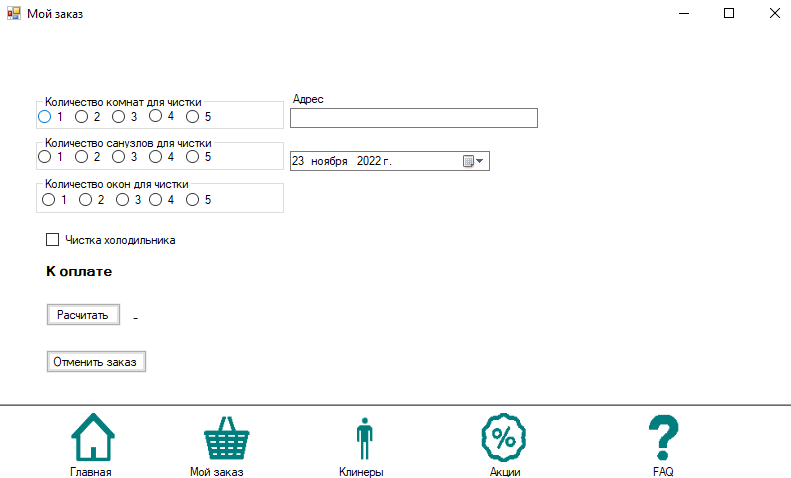 Мой заказ
Количество комнат для чистки
1 2 3 4 5
Адрес
Количество санузлов для чистки
1 2 3 4 5
23 ноября 2022 г.
Количество окон для чистки
1 2 3 4 5
Чистка холодильника
К оплате
Расчитать -
Отменить заказ
Главная Мой заказ Клинеры Акции FAQ